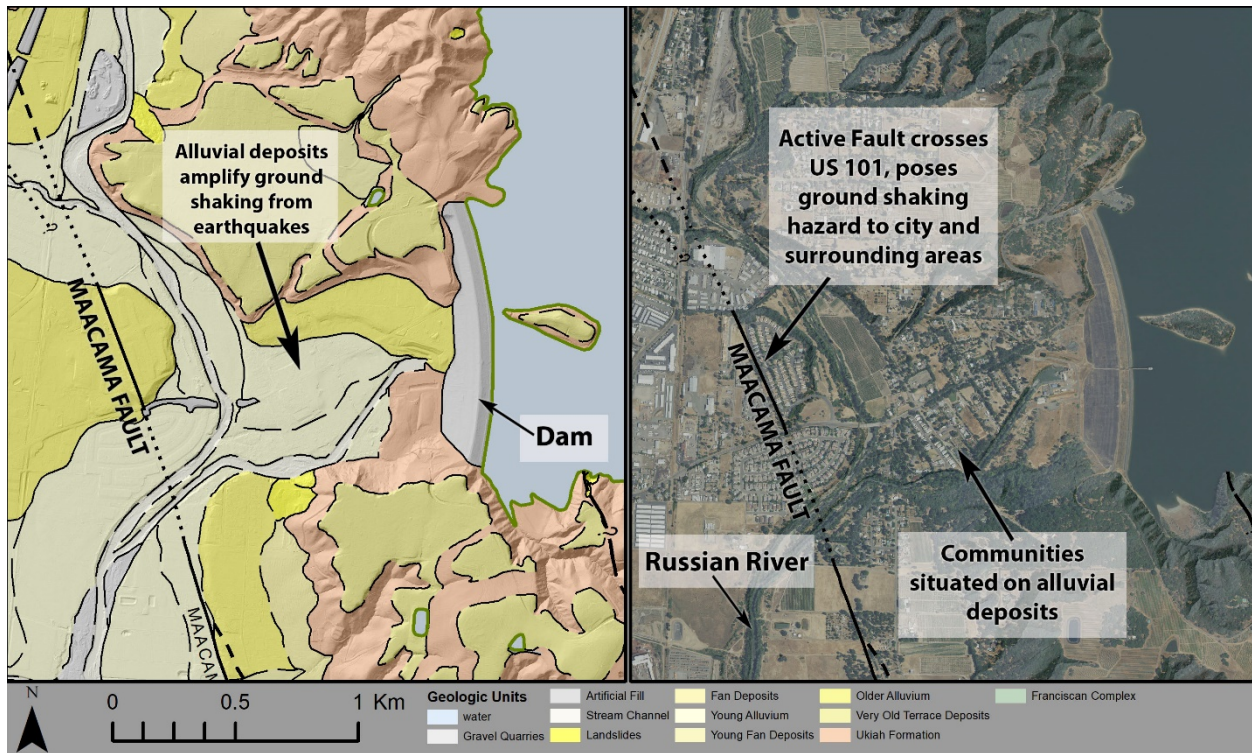 Alluvial deposits
amplify ground
shaking from
earthquakes
MAACAMA FAULT
?
Dam
MAACAM
?
Active Fault crosses
US 101, poses
ground shaking
hazard to city and
surrounding areas
?
MAACAMA FAULT
Russian River
Communities
situated on alluvial
deposits
N
0 0.5 1 Km
Geologic Units
water
Gravel Quarries
Artificial Fill
Stream Channel
Landslides
Fan Deposits
Young Alluvium
Young Fan Deposits
Older Alluvium
Very Old Terrace Deposits
Ukiah Formation
Franciscan Complex